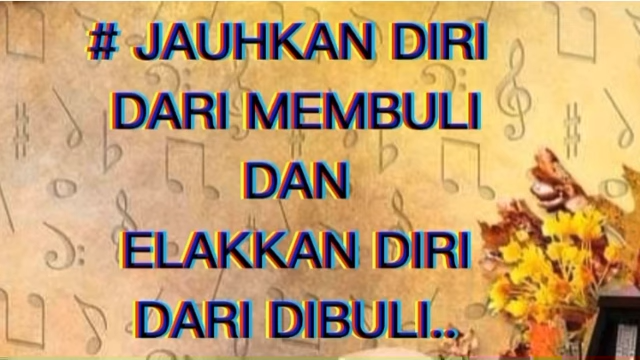 # JAUHKAN DIRI
DARI MEMBULI
DAN
ELAKKAN DIRI
DARI DIBULI..